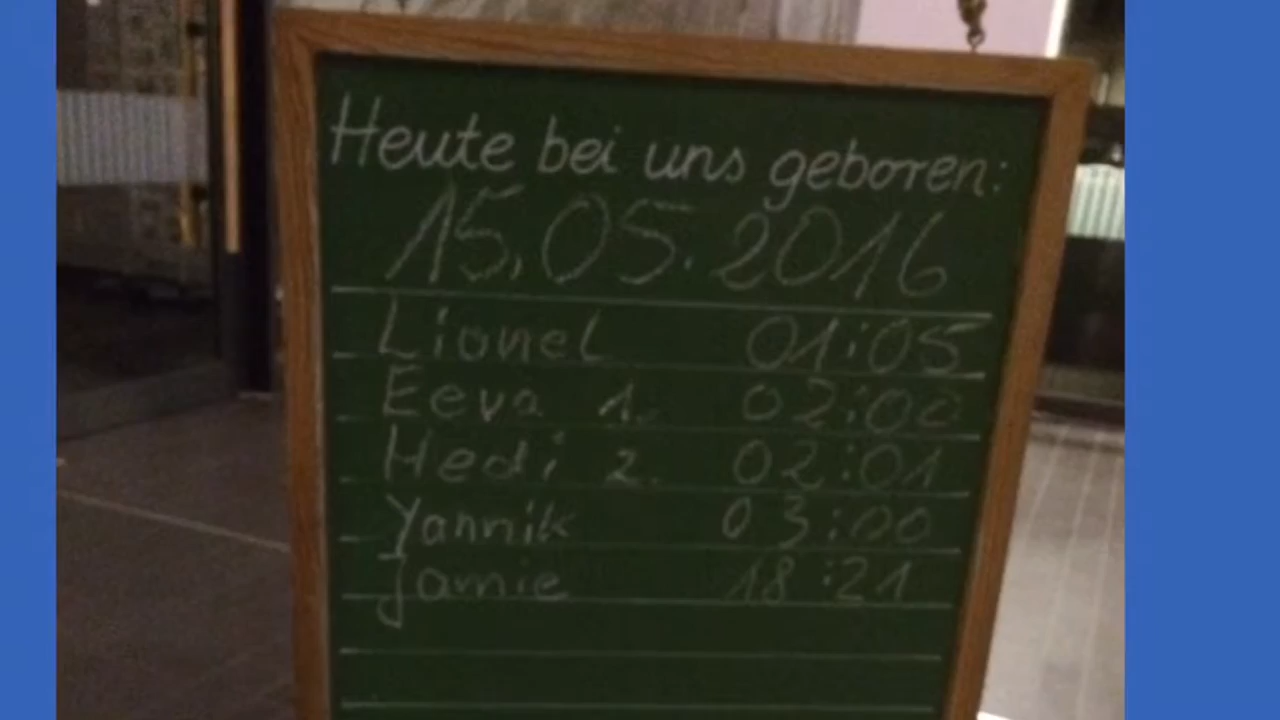 Heute bei uns geboren:
15.05.2016
Lionel 01:05
Eeva 1. 02:00
Hedi 2. 02:01
Yannik 03:00
Jamie 18:21